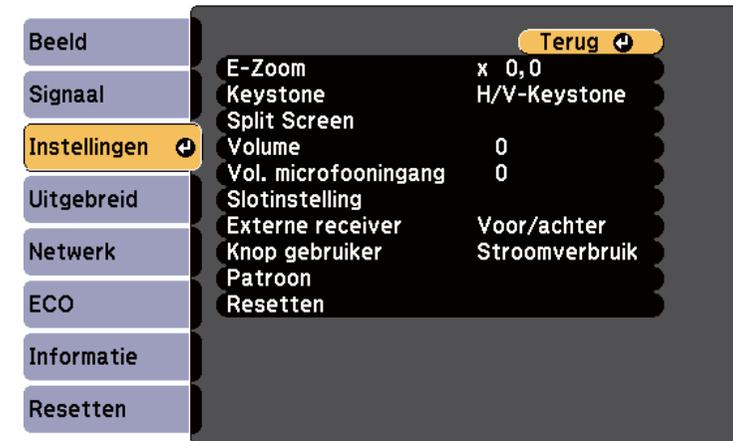 Beeld
Signaal
Instellingen
Uitgebreid
Netwerk
ECO
Informatie
Resetten
Terug
E-Zoom x 0,0
Keystone H/V-Keystone
Split Screen
Volume 0
Vol. microfooningang 0
Slotinstelling
Externe receiver Voor/achter
Knop gebruiker Stroomverbruik
Patroon
Resetten